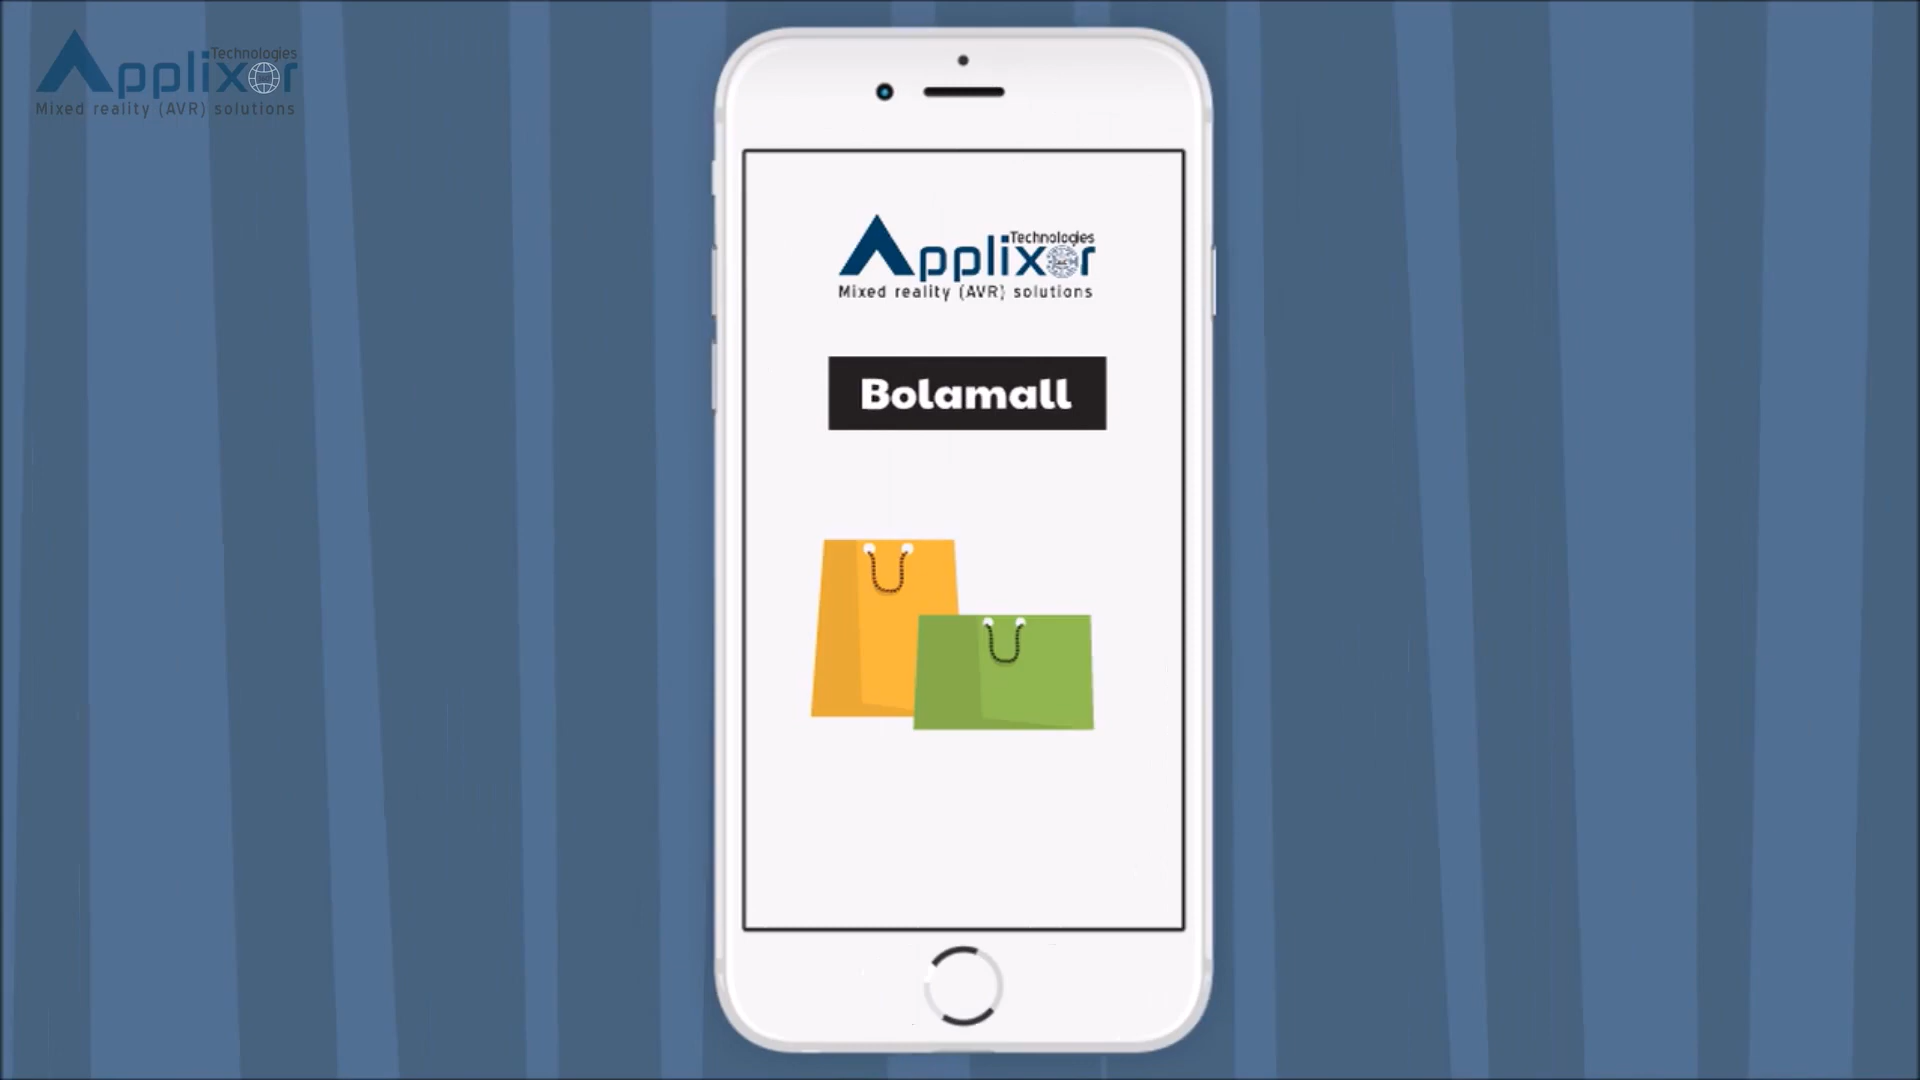 Technologies
Applixor
Mixed reality (AVR) solutions
Technologies
Applixor
Mixed reality (AVR) solutions
Bolamall